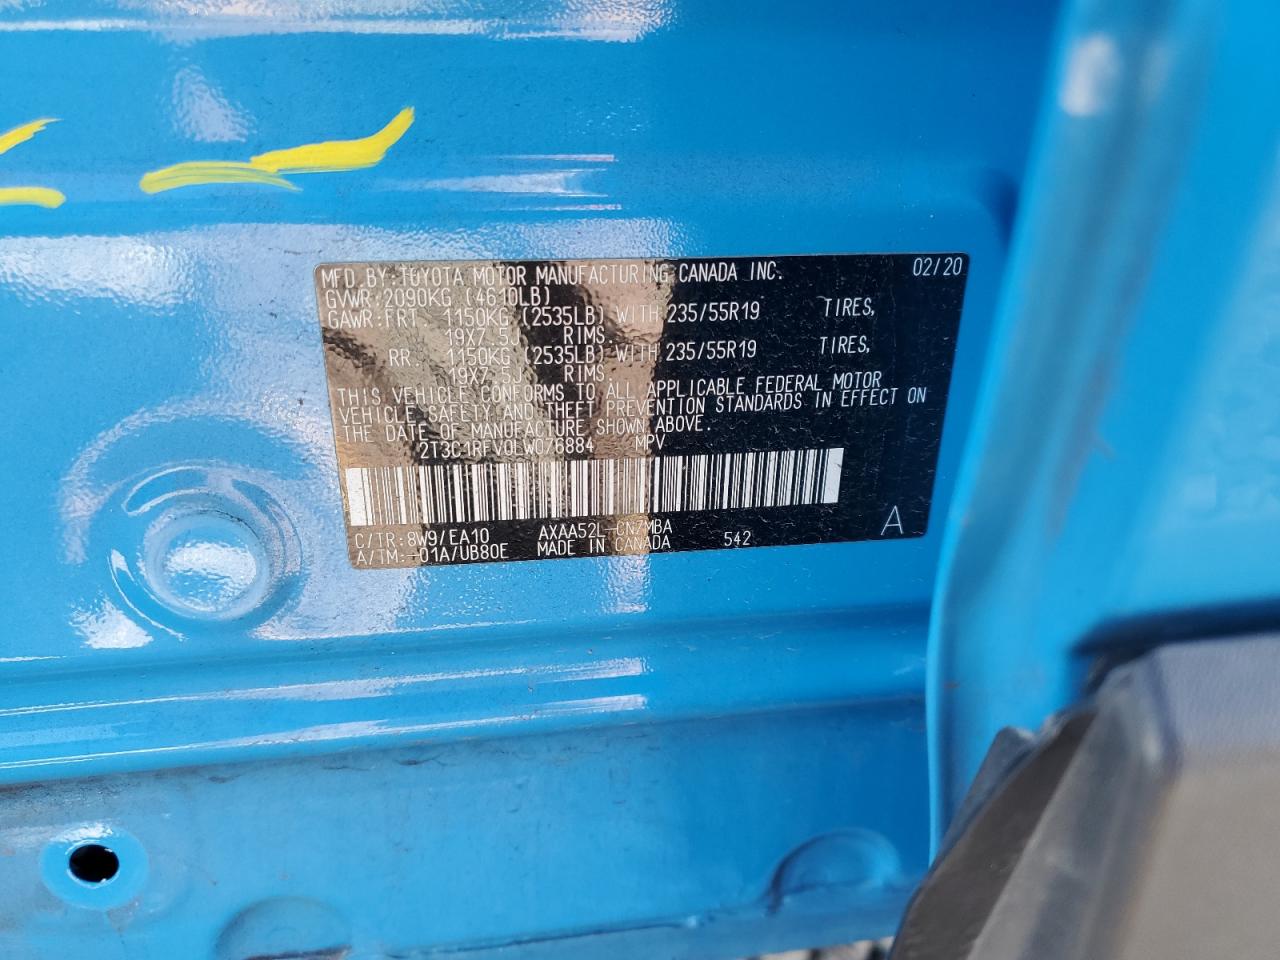 MFD.BY:TOYOTA MOTOR MANUFACTURING CANADA INC. 02/20
GVWR:2090KG (4610LB)
GAWR:FRT 1150KG (2535LB) WITH 235/55R19 TIRES,
19X7.5J RIMS.
RR. 1150KG (2535LB) WITH 235/55R19 TIRES,
19X7.5J RIMS.
THIS VEHICLE CONFORMS TO ALL APPLICABLE FEDERAL MOTOR
VEHICLE SAFETY AND THEFT PREVENTION STANDARDS IN EFFECT ON
THE DATE OF MANUFACTURE SHOWN ABOVE.
2T3C1RFV0LW076884 MPV
C/TR:8W9/EA10 AXAA52L-CNZMBA A
A/TM:-01A/UB80E MADE IN CANADA 542